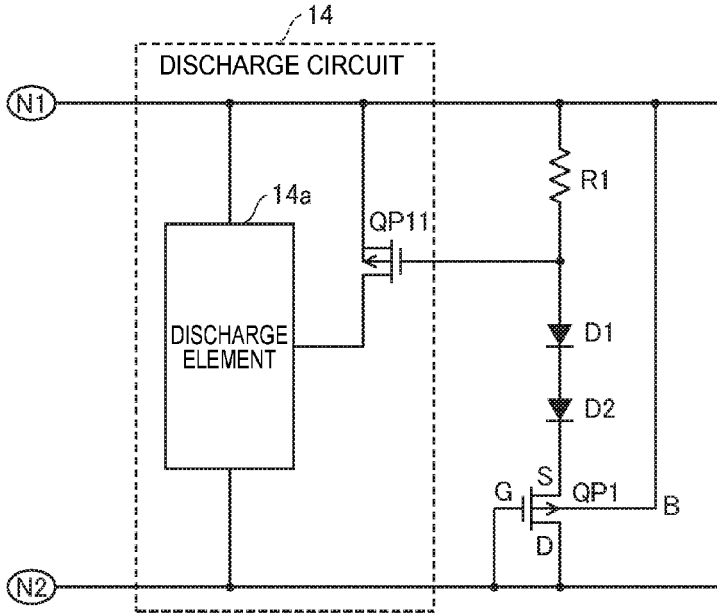 14
DISCHARGE CIRCUIT
N1
R1
14a
QP11
DISCHARGE
ELEMENT
D1
D2
S
G
QP1
B
D
N2